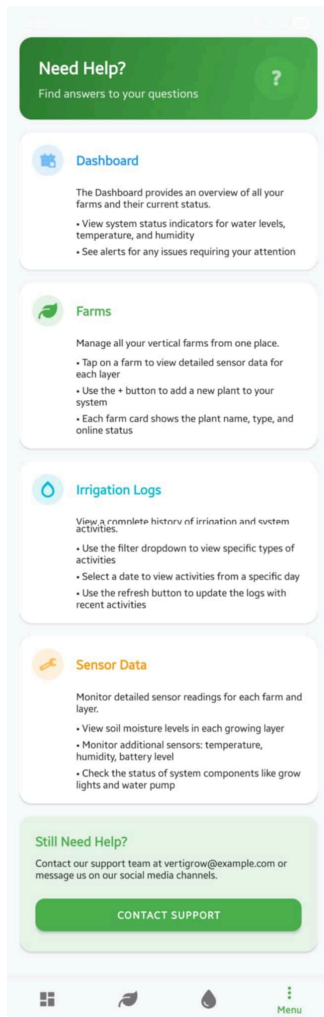 Need Help?
Find answers to your questions
?
Dashboard
The Dashboard provides an overview of all your
farms and their current status.
• View system status indicators for water levels,
temperature, and humidity
• See alerts for any issues requiring your attention
Farms
Manage all your vertical farms from one place.
• Tap on a farm to view detailed sensor data for
each layer
• Use the + button to add a new plant to your
system
• Each farm card shows the plant name, type, and
online status
Irrigation Logs
View a complete history of irrigation and system
activities.
• Use the filter dropdown to view specific types of
activities
• Select a date to view activities from a specific day
• Use the refresh button to update the logs with
recent activities
Sensor Data
Monitor detailed sensor readings for each farm and
layer.
• View soil moisture levels in each growing layer
• Monitor additional sensors: temperature,
humidity, battery level
• Check the status of system components like grow
lights and water pump
Still Need Help?
Contact our support team at vertigrow@example.com or
message us on our social media channels.
CONTACT SUPPORT
Menu